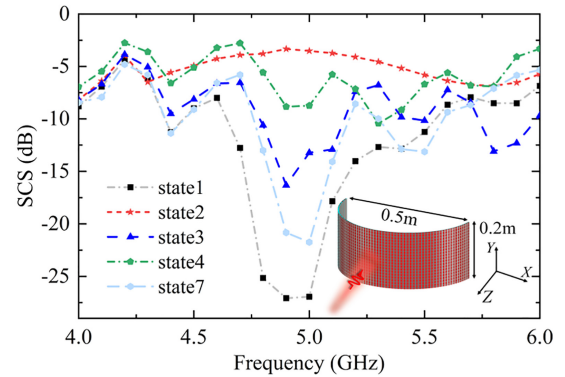 SCS (dB)
0
-5
-10
-15
-20
-25
state1
state2
state3
state4
state7
0.5m
0.2m
Y
X
Z
4.0 4.5 5.0 5.5 6.0
Frequency (GHz)